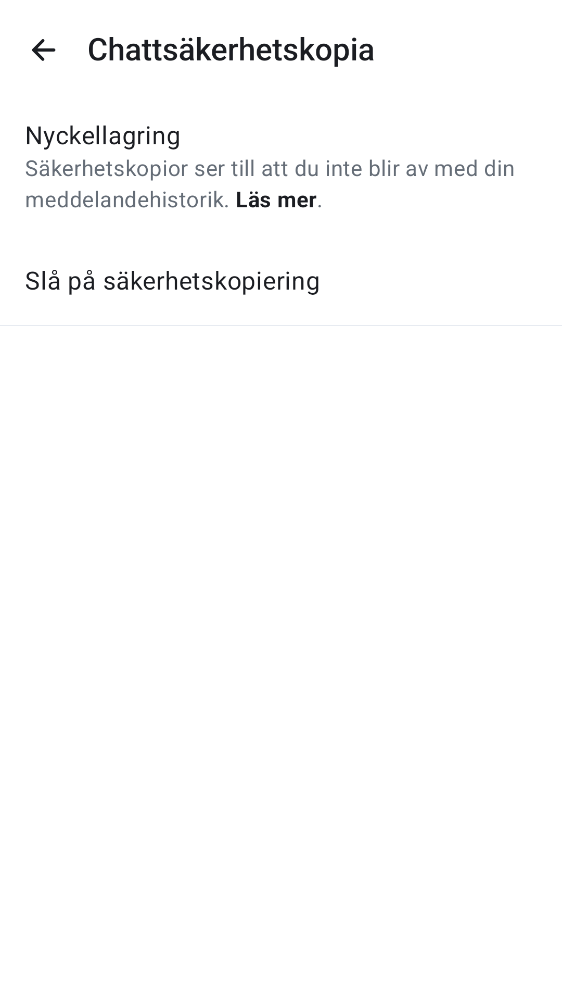 Chattsäkerhetskopia
Nyckellagring
Säkerhetskopior ser till att du inte blir av med din
meddelandehistorik. Läs mer.
Slå på säkerhetskopiering